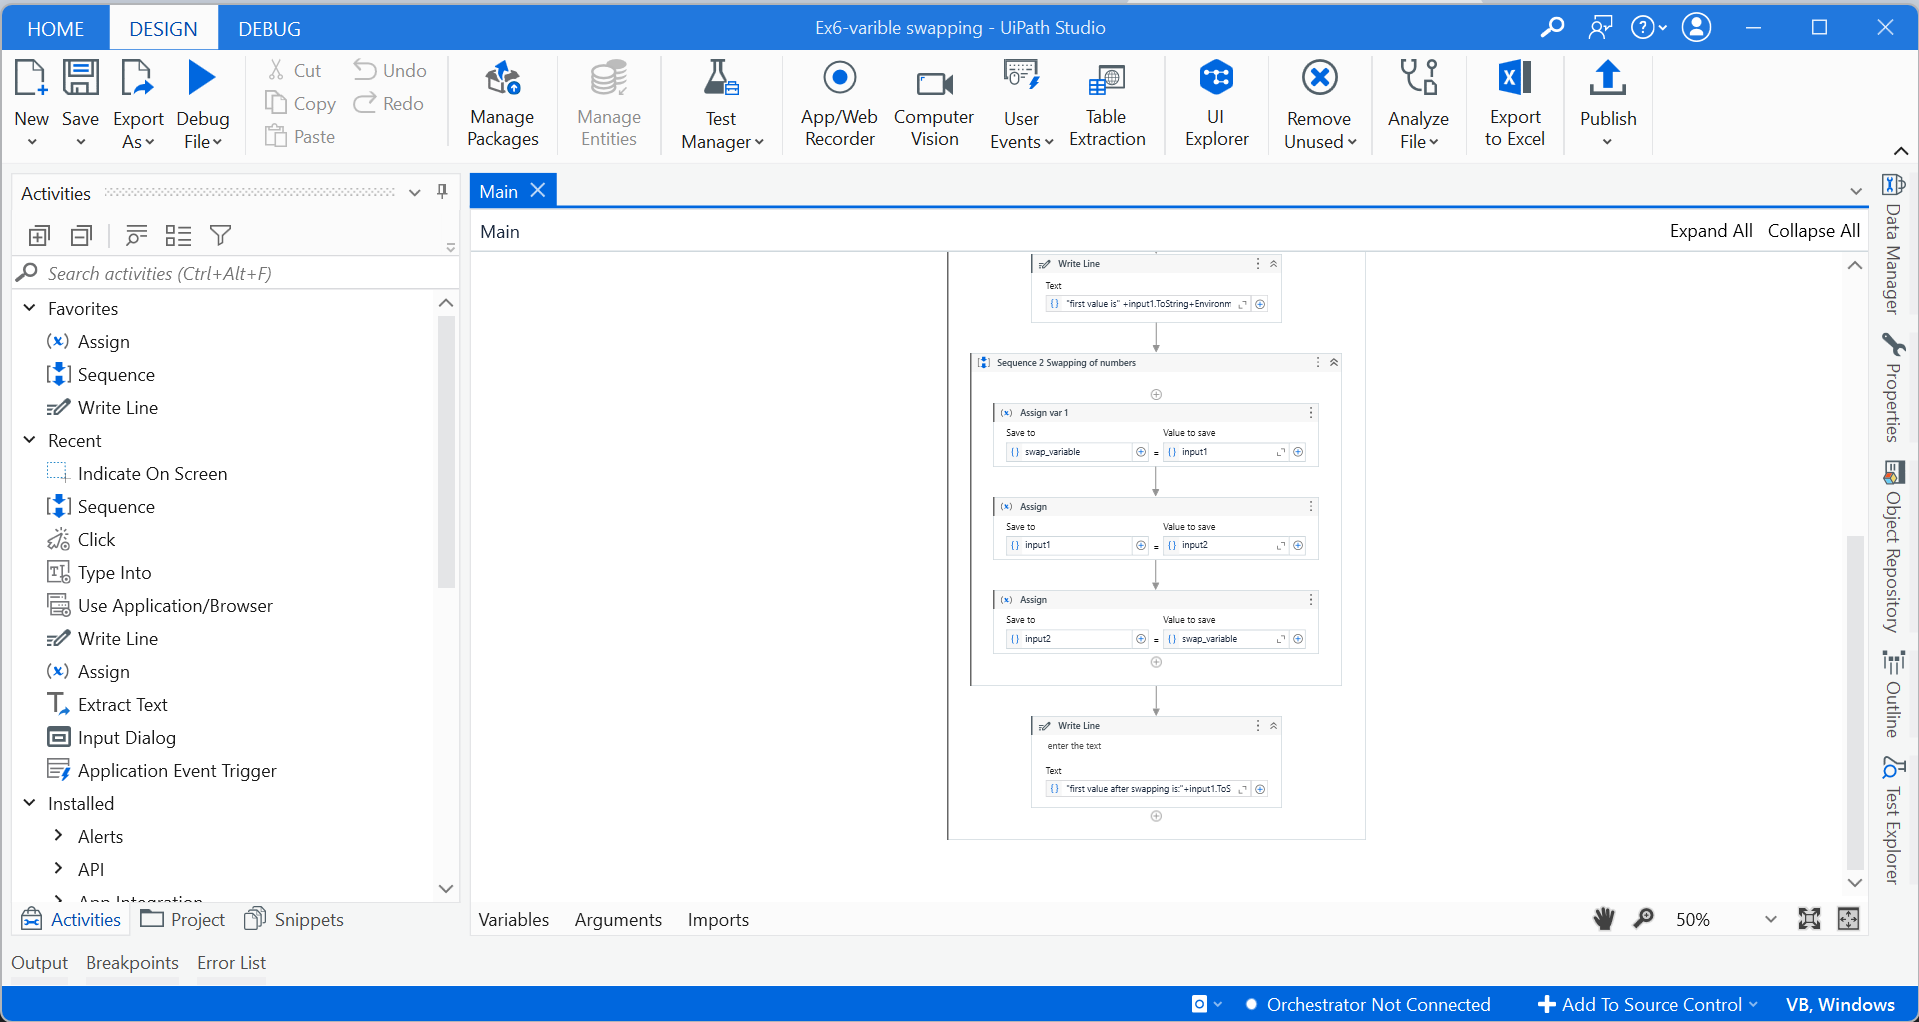 HOME DESIGN DEBUG Ex6-varible swapping - UiPath Studio
New Save Export As Debug File
Cut Undo
Copy Redo
Paste
Manage Packages
Manage Entities
Test Manager
App/Web Recorder
Computer Vision
User Events
Table Extraction
UI Explorer
Remove Unused
Analyze File
Export to Excel
Publish
Activities
Search activities (Ctrl+Alt+F)
Favorites
Assign
Sequence
Write Line
Recent
Indicate On Screen
Sequence
Click
Type Into
Use Application/Browser
Write Line
Assign
Extract Text
Input Dialog
Application Event Trigger
Installed
Alerts
API
App Integration
Activities Project Snippets
Main
Main Expand All Collapse All
Write Line
Text
"first value is" +input1.ToString+Environm
Sequence 2 Swapping of numbers
Assign var 1
Save to Value to save
swap_variable = input1
Assign
Save to Value to save
input1 = input2
Assign
Save to Value to save
input2 = swap_variable
Write Line
enter the text
Text
"first value after swapping is:"+input1.ToS
Variables Arguments Imports 50%
Data Manager
Properties
Object Repository
Outline
Test Explorer
Output Breakpoints Error List
Orchestrator Not Connected Add To Source Control VB, Windows